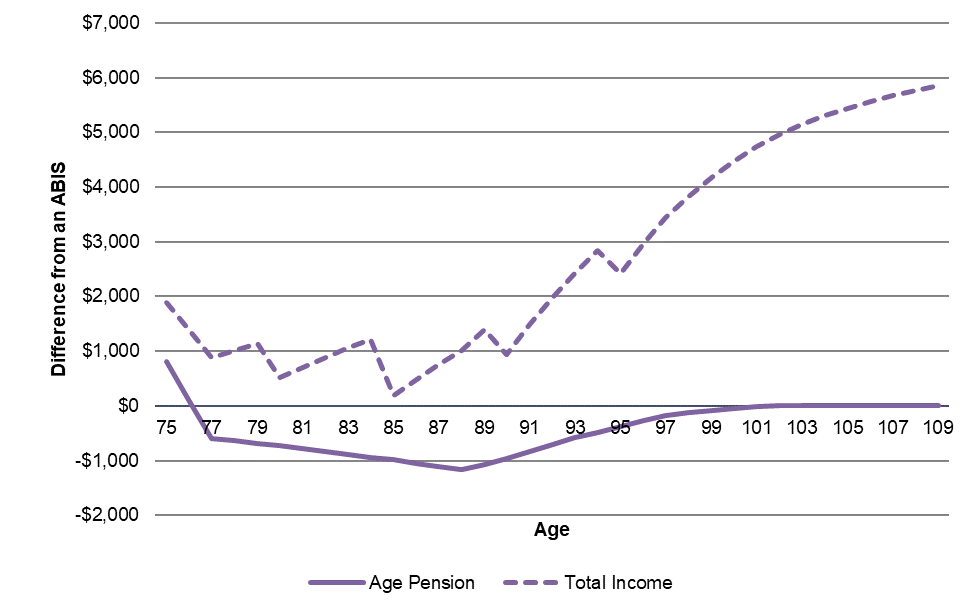 $7,000
$6,000
$5,000
$4,000
$3,000
$2,000
$1,000
$0
-$1,000
-$2,000
Difference from an ABIS
75 77 79 81 83 85 87 89 91 93 95 97 99 101 103 105 107 109
Age
Age Pension Total Income